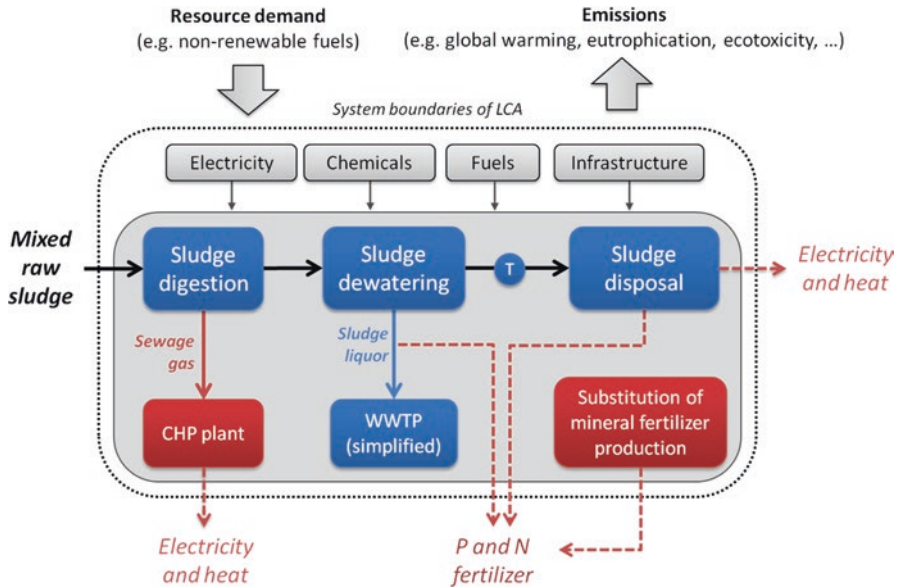 Resource demand
(e.g. non-renewable fuels)
Emissions
(e.g. global warming, eutrophication, ecotoxicity, ...)
System boundaries of LCA
Electricity
Chemicals
Fuels
Infrastructure
Mixed
raw
sludge
Sludge
digestion
Sludge
dewatering
T
Sludge
disposal
Electricity
and heat
Sewage
gas
Sludge
liquor
CHP plant
WWTP
(simplified)
Substitution of
mineral fertilizer
production
Electricity
and heat
P and N
fertilizer